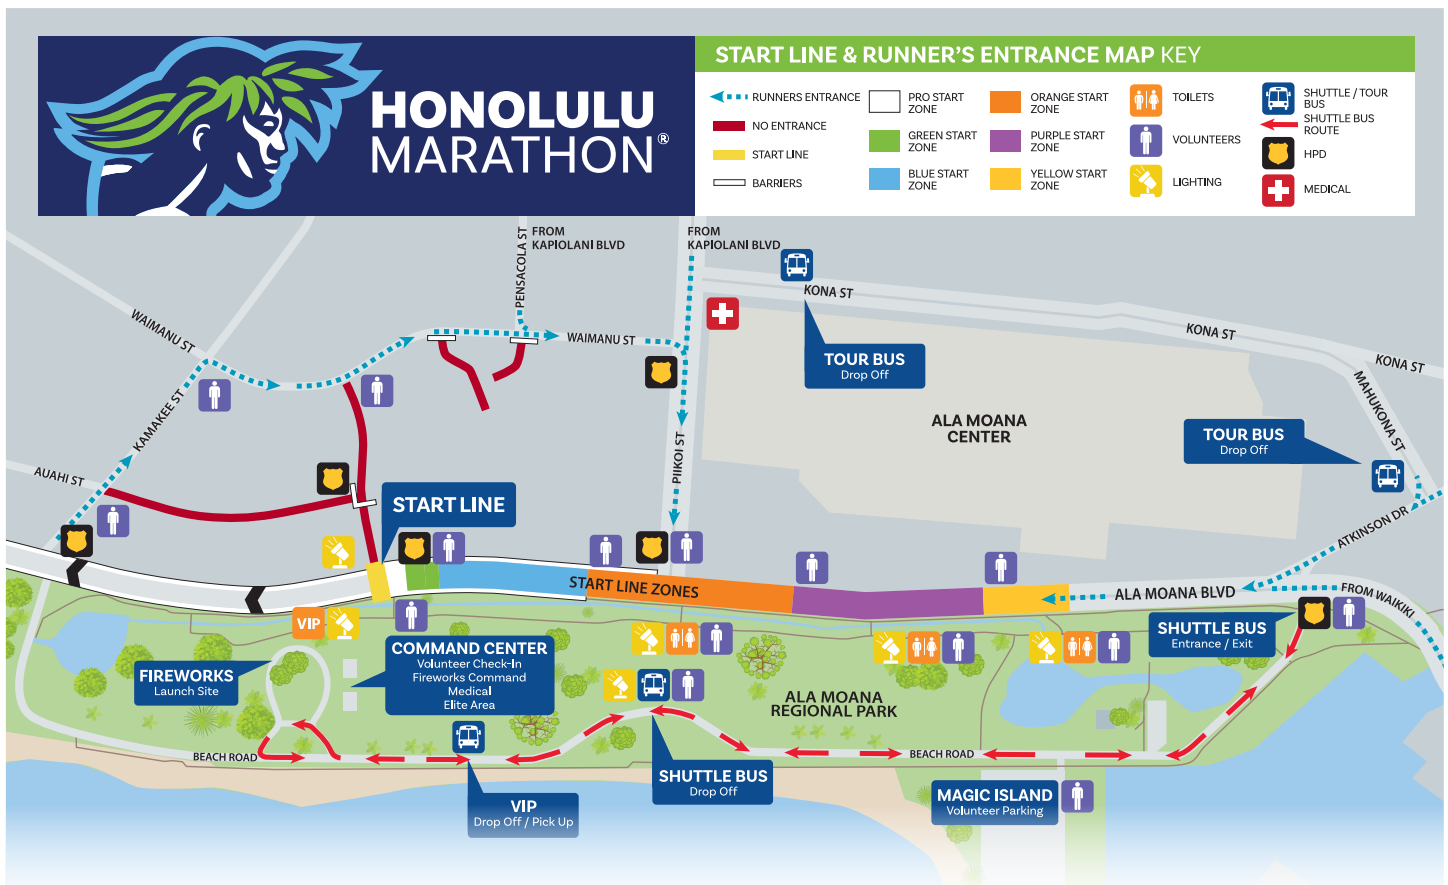 HONOLULU
MARATHON®
START LINE & RUNNER'S ENTRANCE MAP KEY
RUNNERS ENTRANCE
NO ENTRANCE
START LINE
BARRIERS
PRO START
ZONE
GREEN START
ZONE
BLUE START
ZONE
ORANGE START
ZONE
PURPLE START
ZONE
YELLOW START
ZONE
TOILETS
VOLUNTEERS
LIGHTING
SHUTTLE / TOUR
BUS
SHUTTLE BUS
ROUTE
HPD
MEDICAL
FROM
KAPIOLANI BLVD
FROM
KAPIOLANI BLVD
PENSACOLA ST
WAIMANU ST
WAIMANU ST
KONA ST
KONA ST
KONA ST
TOUR BUS
Drop Off
MAHUKONA ST
KAMAKEE ST
ALA MOANA
CENTER
TOUR BUS
Drop Off
AUAHI ST
PIIKOI ST
START LINE
ATKINSON DR
START LINE ZONES
ALA MOANA BLVD
FROM WAIKIKI
VIP
SHUTTLE BUS
Entrance / Exit
COMMAND CENTER
Volunteer Check-In
Fireworks Command
Medical
Elite Area
FIREWORKS
Launch Site
ALA MOANA
REGIONAL PARK
BEACH ROAD
BEACH ROAD
SHUTTLE BUS
Drop Off
VIP
Drop Off / Pick Up
MAGIC ISLAND
Volunteer Parking